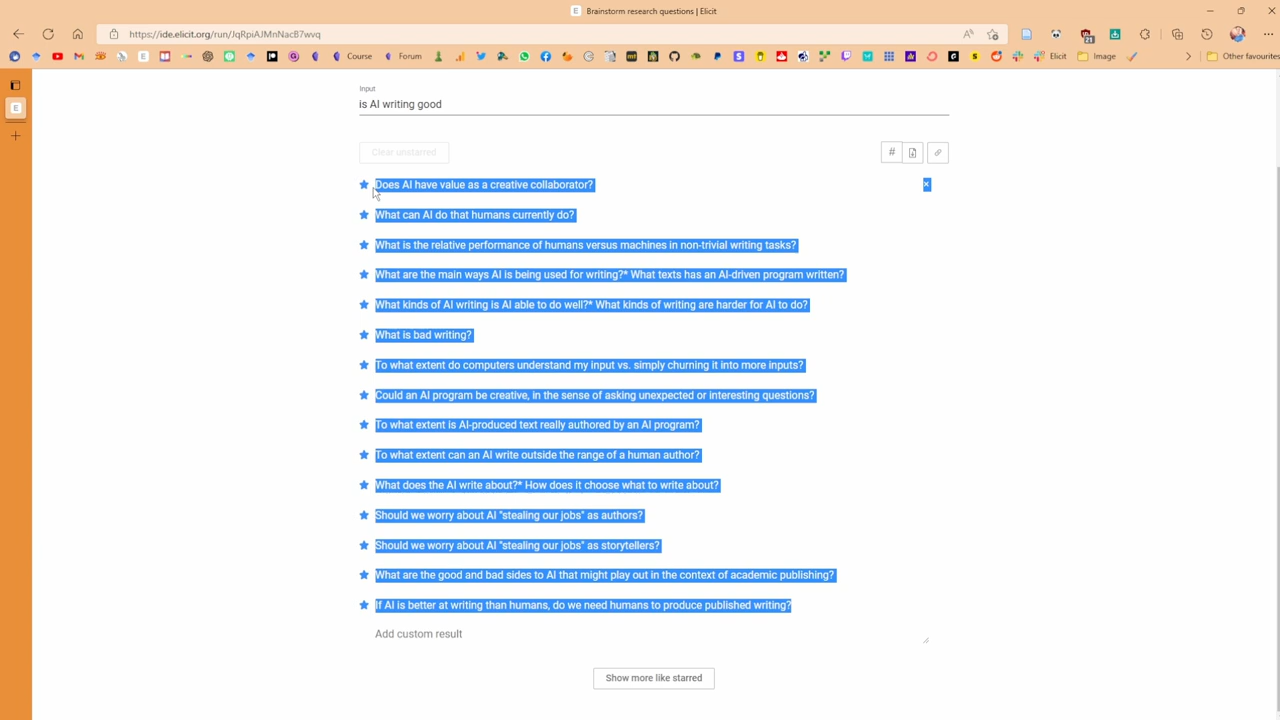 Brainstorm research questions | Elicit
https://ide.elicit.org/run/JqRpiAJMnNacB7wvq
Course
Forum
Elicit
Image
Other favourites
Input
is AI writing good
Clear unstarred
#
Does AI have value as a creative collaborator?
What can AI do that humans currently do?
What is the relative performance of humans versus machines in non-trivial writing tasks?
What are the main ways AI is being used for writing?* What texts has an AI-driven program written?
What kinds of AI writing is AI able to do well?* What kinds of writing are harder for AI to do?
What is bad writing?
To what extent do computers understand my input vs. simply churning it into more inputs?
Could an AI program be creative, in the sense of asking unexpected or interesting questions?
To what extent is AI-produced text really authored by an AI program?
To what extent can an AI write outside the range of a human author?
What does the AI write about?* How does it choose what to write about?
Should we worry about AI "stealing our jobs" as authors?
Should we worry about AI "stealing our jobs" as storytellers?
What are the good and bad sides to AI that might play out in the context of academic publishing?
If AI is better at writing than humans, do we need humans to produce published writing?
Add custom result
Show more like starred